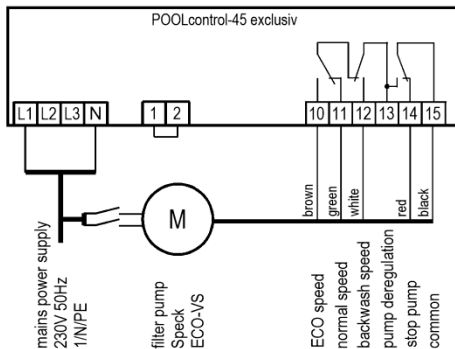 POOLcontrol-45 exclusiv
L1 L2 L3 N 1 2 10 11 12 13 14 15
brown
green
white
red
black
M
mains power supply
230V 50Hz
1/N/PE
filter pump
Speck
ECO-VS
ECO speed
normal speed
backwash speed
pump deregulation
stop pump
common